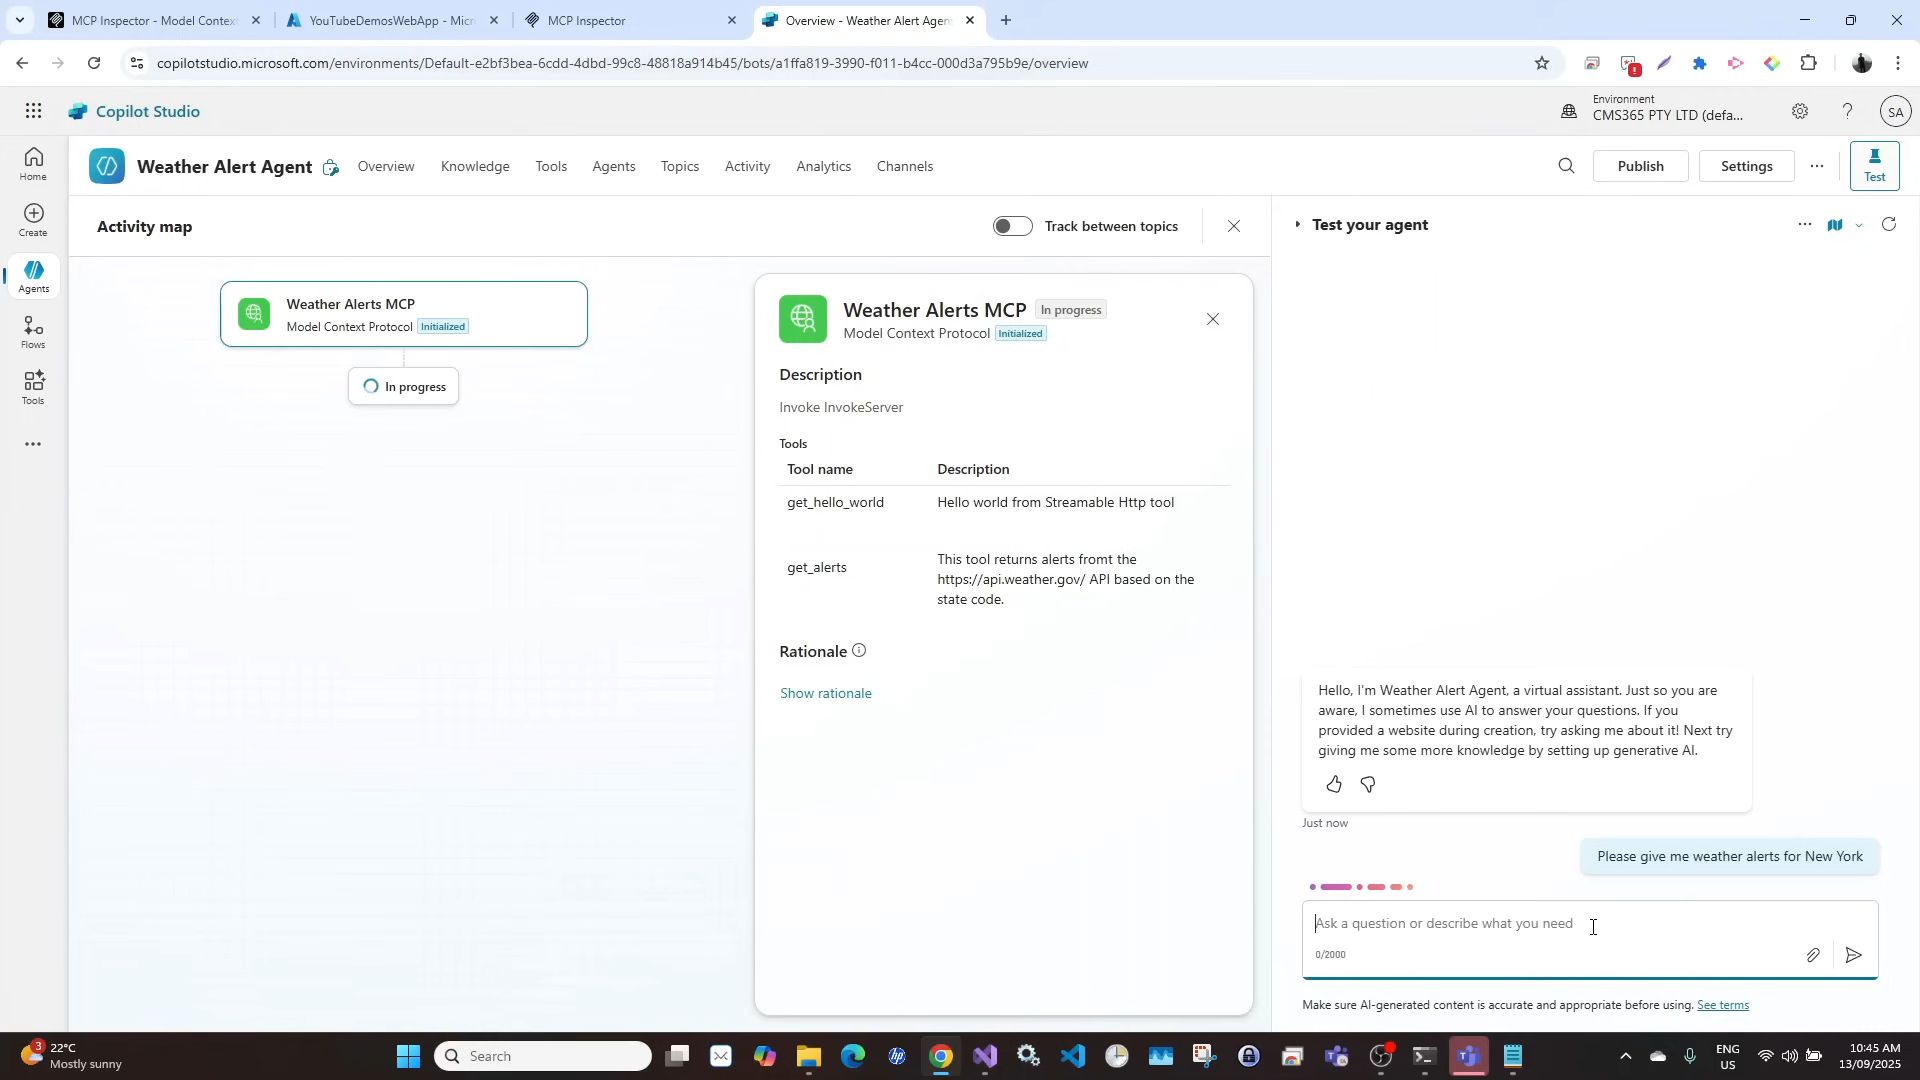 MCP Inspector - Model Context
YouTubeDemosWebApp - Micr
MCP Inspector
Overview - Weather Alert Agen
copilotstudio.microsoft.com/environments/Default-e2bf3bea-6cdd-4dbd-99c8-48818a914b45/bots/a1ffa819-3990-f011-b4cc-000d3a795b9e/overview
Copilot Studio
Environment
CMS365 PTY LTD (defa...
SA
Home
Create
Agents
Flows
Tools
Weather Alert Agent
Overview
Knowledge
Tools
Agents
Topics
Activity
Analytics
Channels
Publish
Settings
Test
Activity map
Track between topics
Weather Alerts MCP
Model Context Protocol Initialized
In progress
Weather Alerts MCP In progress
Model Context Protocol Initialized
Description
Invoke InvokeServer
Tools
Tool name Description
get_hello_world Hello world from Streamable Http tool
get_alerts
This tool returns alerts fromt the
https://api.weather.gov/ API based on the
state code.
Rationale
Show rationale
Test your agent
Hello, I'm Weather Alert Agent, a virtual assistant. Just so you are
aware, I sometimes use AI to answer your questions. If you
provided a website during creation, try asking me about it! Next try
giving me some more knowledge by setting up generative AI.
Just now
Please give me weather alerts for New York
Ask a question or describe what you need
0/2000
Make sure AI-generated content is accurate and appropriate before using. See terms
3
22°C
Mostly sunny
Search
hp
ENG
US
10:45 AM
13/09/2025